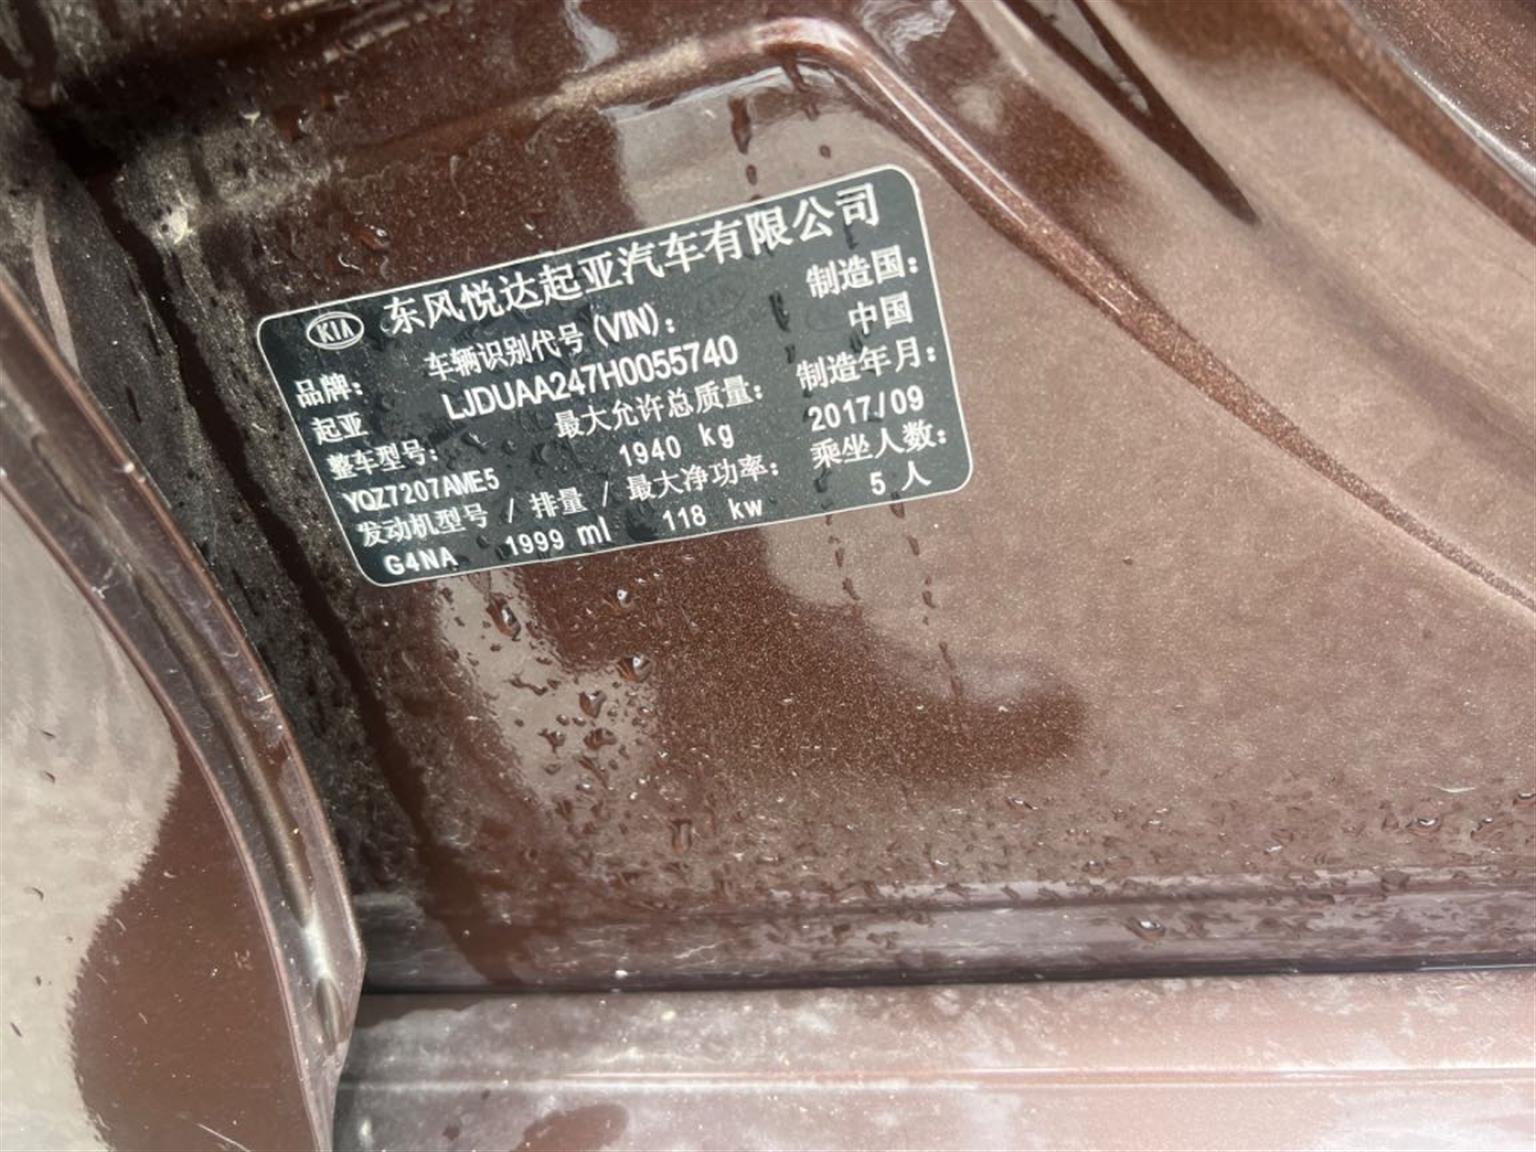 KIA 东风悦达起亚汽车有限公司
品牌： 车辆识别代号(VIN)： 制造国：
起亚 LJDUAA247H0055740 中国
整车型号： 最大允许总质量： 制造年月：
YQZ7207AME5 1940 kg 2017/09
发动机型号 / 排量 / 最大净功率： 乘坐人数：
G4NA 1999 ml 118 kw 5 人